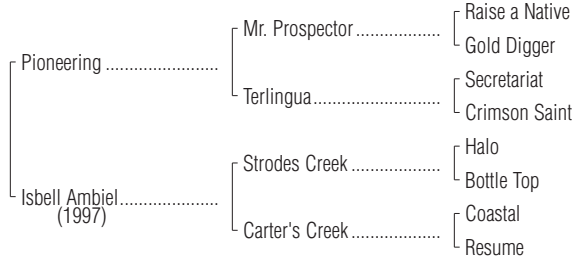 Raise a Native
Mr. Prospector ..................
Gold Digger
Pioneering ........................
Secretariat
Terlingua...........................
Crimson Saint
Halo
Strodes Creek ...................
Bottle Top
Isbell Ambiel.....................
(1997)
Coastal
Carter's Creek ...................
Resume